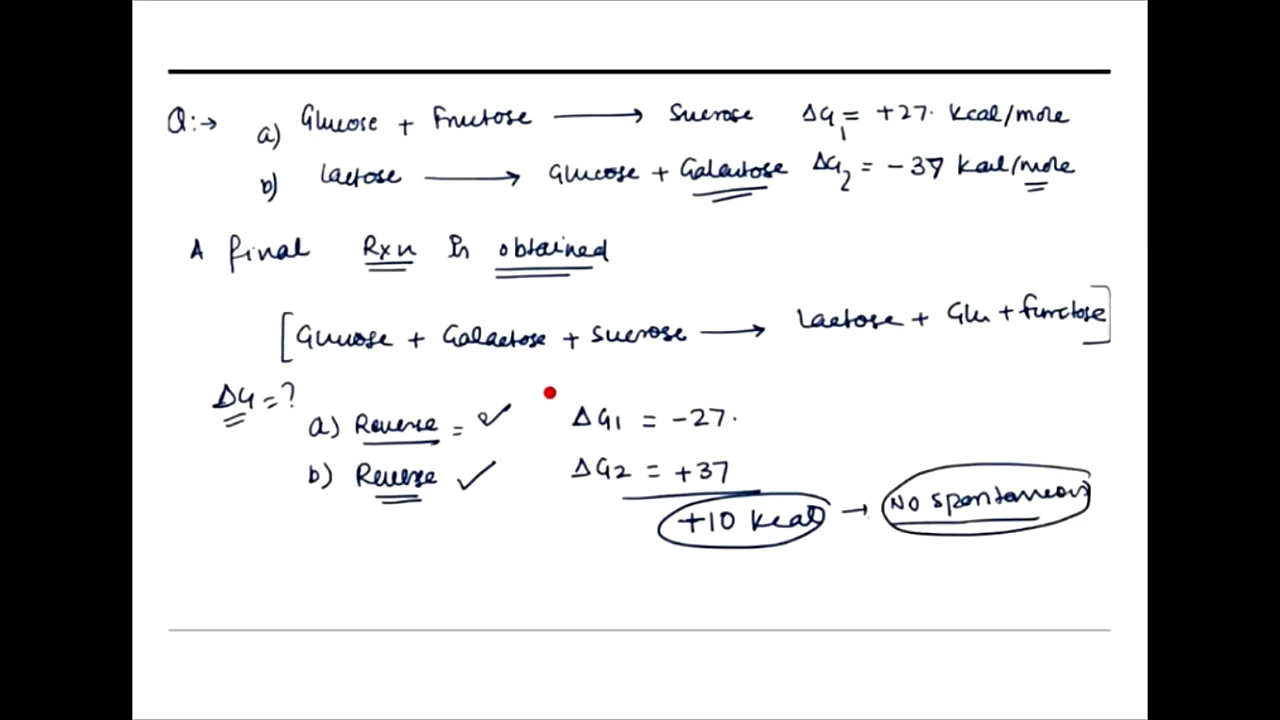 Q:→ a) Glucose + Fructose ⟶ Sucrose ΔG1 = +27. Kcal/mole
b) Lactose ⟶ Glucose + Galactose ΔG2 = -37 Kcal/mole
A final Rxn is obtained
[Glucose + Galactose + Sucrose ⟶ Lactose + Glu + fructose]
ΔG = ?
a) Reverse = ✓ ΔG1 = -27.
b) Reverse ✓ ΔG2 = +37
+10 Kcal → No spontaneous